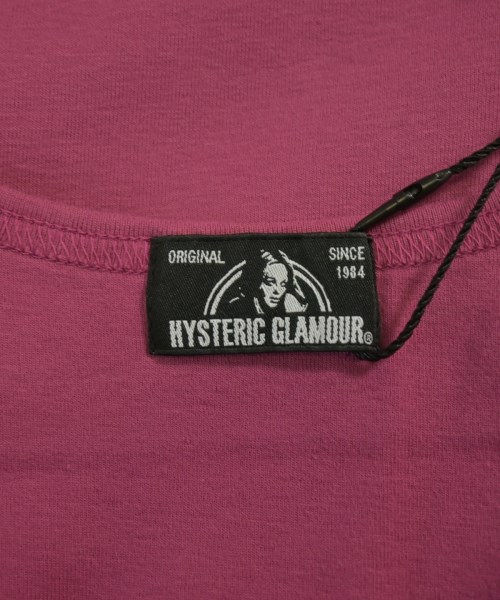 ORIGINAL
SINCE
1984
HYSTERIC GLAMOUR®